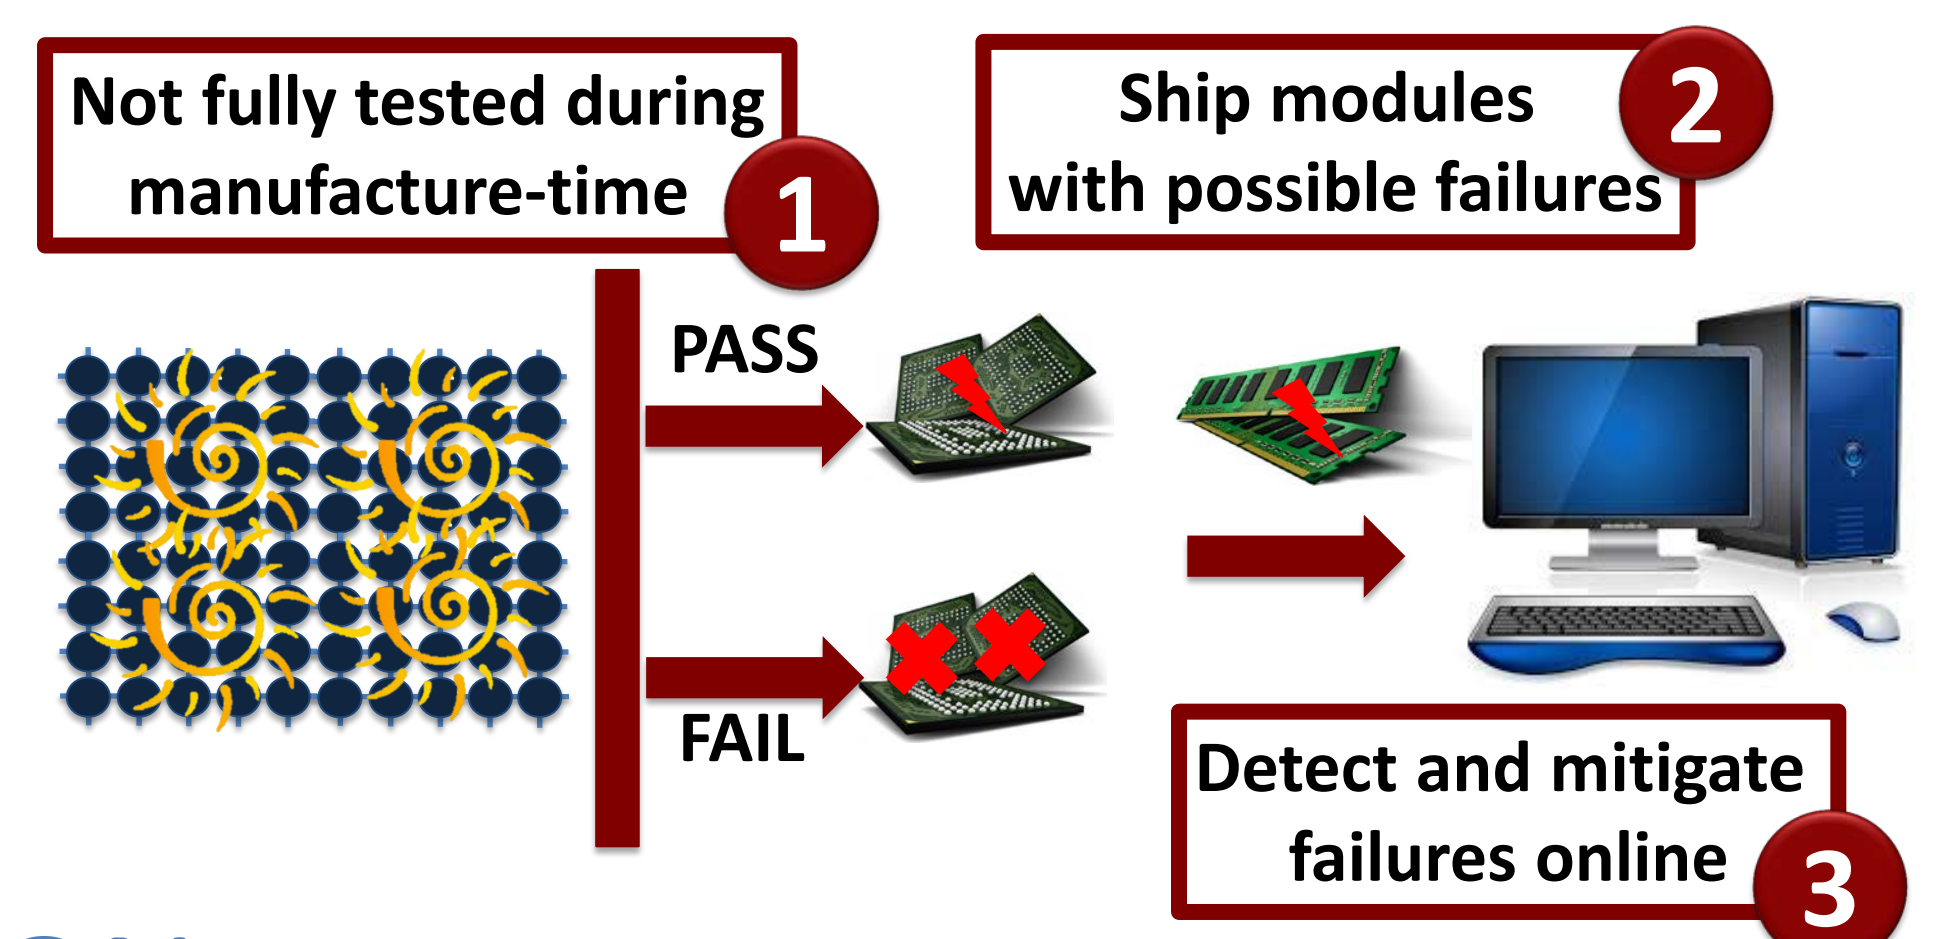 Not fully tested during
manufacture-time
1
Ship modules
with possible failures
2
PASS
FAIL
Detect and mitigate
failures online
3